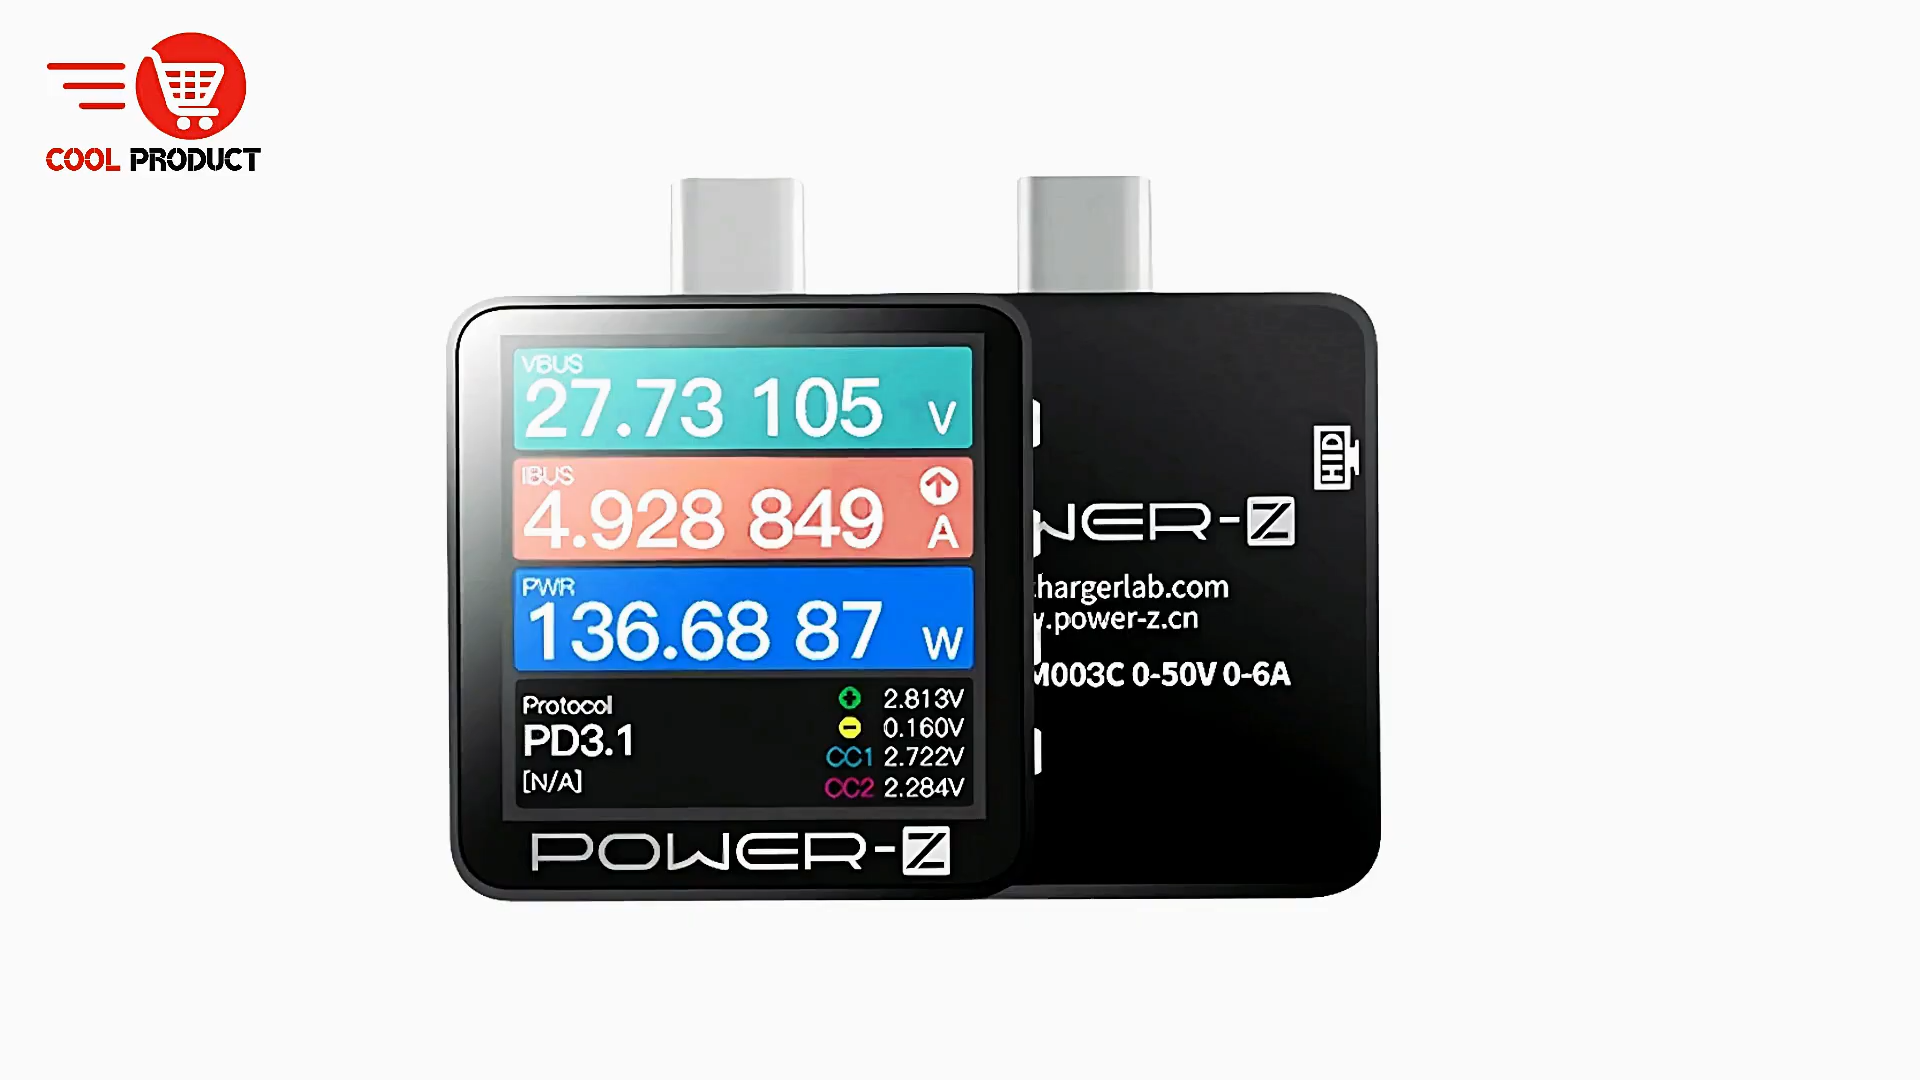 COOL PRODUCT
VBUS
27.73 105 V
IBUS
4.928 849 A
PWR
136.68 87 W
Protocol
PD3.1
[N/A]
2.813V
0.160V
CC1 2.722V
CC2 2.284V
POWER-Z
HID
WER-Z
hargerlab.com
.power-z.cn
M003C 0-50V 0-6A